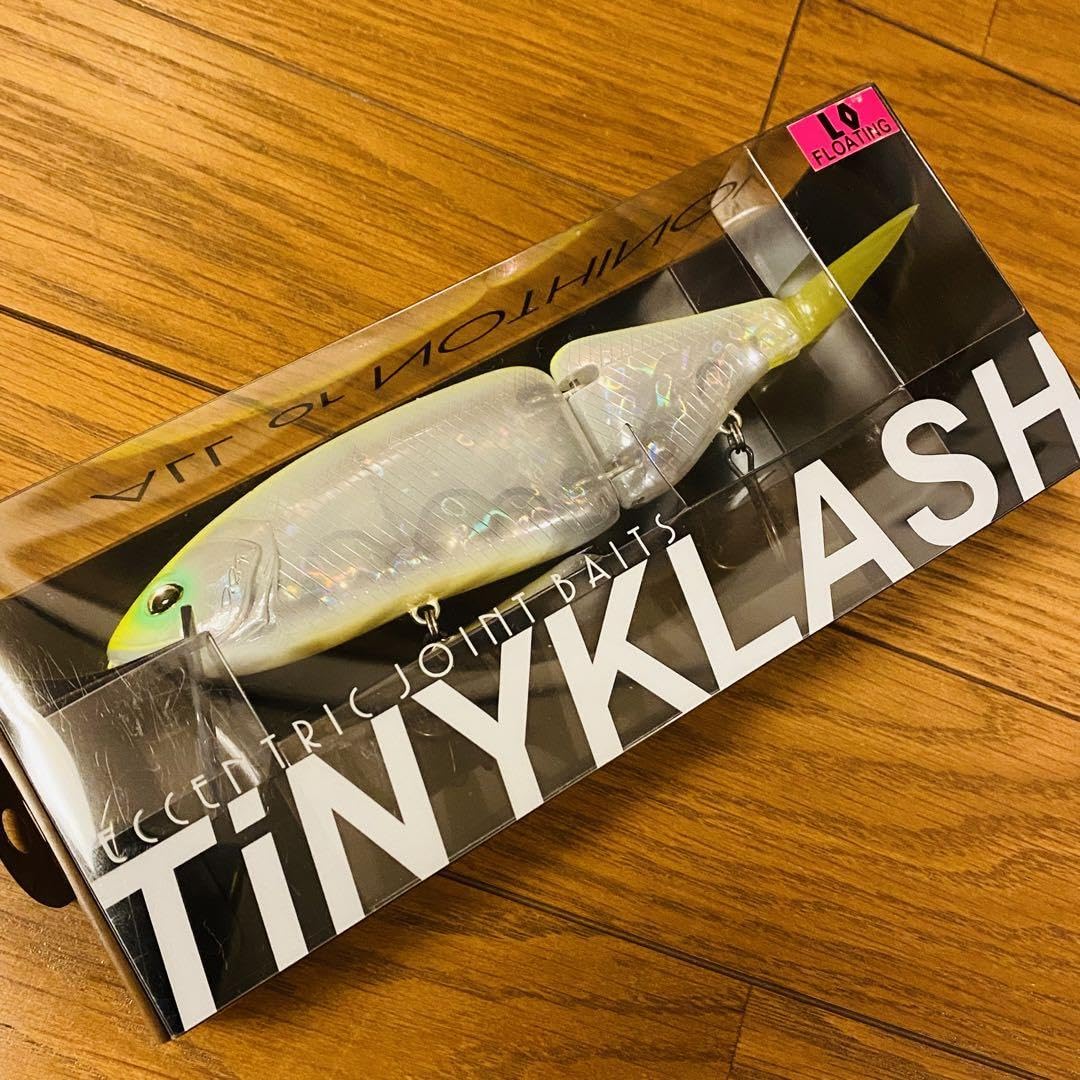 LO
FLOATING
ALL OR NOTHING
ECCENTRIC JOINT BAITS
TiNYKLASH